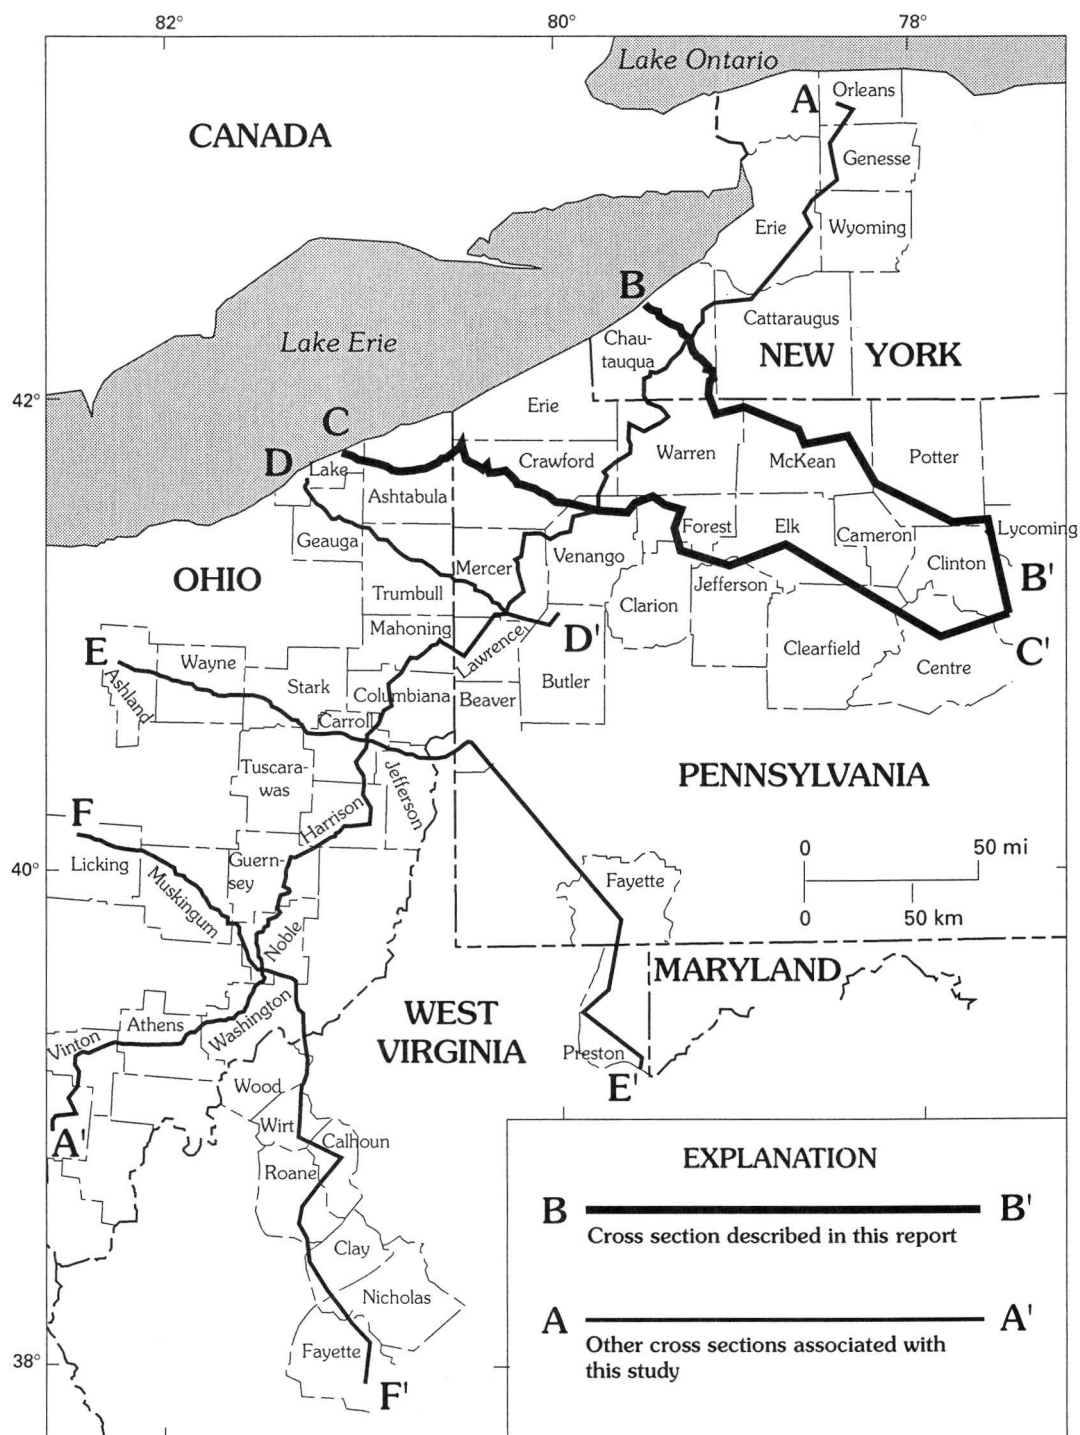 82°
80°
78°
Lake Ontario
A
Orleans
CANADA
Genesse
Erie
Wyoming
B
Cattaraugus
Lake Erie
Chau-
tauqua
NEW YORK
42°
Erie
C
D
Lake
Crawford
Warren
McKean
Potter
Ashtabula
Forest
Elk
Cameron
Lycoming
Geauga
Venango
Mercer
Clinton
OHIO
Jefferson
B'
Trumbull
Clarion
Mahoning
Lawrence
D'
Clearfield
C'
E
Wayne
Centre
Ashland
Stark
Columbiana
Beaver
Butler
Carroll
Tuscara-
was
Jefferson
PENNSYLVANIA
Harrison
F
0
50 mi
40°
Licking
Guern-
sey
Fayette
Muskingum
0
50 km
Noble
MARYLAND
WEST
VIRGINIA
Washington
Athens
Vinton
Preston
Wood
E'
Wirt
A'
Calhoun
Roane
EXPLANATION
B
B'
Cross section described in this report
Clay
Nicholas
A
A'
Other cross sections associated with
this study
Fayette
38°
F'